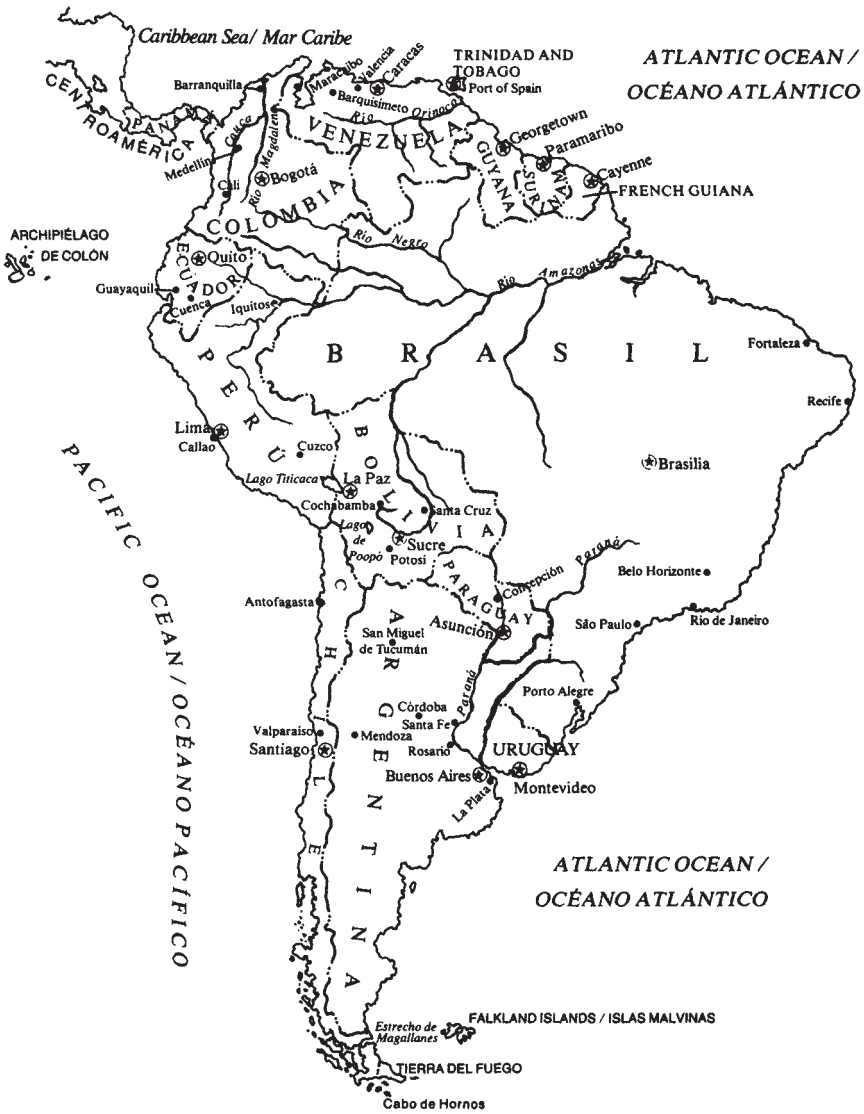 Caribbean Sea/ Mar Caribe
ATLANTIC OCEAN /
OCÉANO ATLÁNTICO
TRINIDAD AND
TOBAGO
Port of Spain
Barranquilla
Maracaibo
Valencia
Caracas
Barquisimeto
Rio Orinoco
CENTROAMÉRICA
PANAMÁ
Cauca
Rio Magdalena
VENEZUELA
Georgetown
Paramaribo
Cayenne
GUYANA
SURINAM
FRENCH GUIANA
Medellín
Bogotá
Cali
COLOMBIA
Rio Negro
ARCHIPIÉLAGO
DE COLÓN
ECUADOR
Quito
Guayaquil
Cuenca
Iquitos
Rio Amazonas
BRASIL
Fortaleza
Recife
PERÚ
Lima
Callao
Cuzco
Brasilia
BOLIVIA
Lago Titicaca
La Paz
Cochabamba
Santa Cruz
Lago
de
Poopò
Sucre
Potosí
PACIFIC OCEAN / OCÉANO PACÍFICO
PARAGUAY
Concepción
Paraná
Belo Horizonte
Antofagasta
CHILE
ARGENTINA
San Miguel
de Tucumán
Asunción
São Paulo
Rio de Janeiro
Paraná
Porto Alegre
Córdoba
Santa Fe
Valparaíso
Mendoza
Santiago
Rosario
URUGUAY
Buenos Aires
Montevideo
La Plata
ATLANTIC OCEAN /
OCÉANO ATLÁNTICO
Estrecho de
Magallanes
FALKLAND ISLANDS / ISLAS MALVINAS
TIERRA DEL FUEGO
Cabo de Hornos